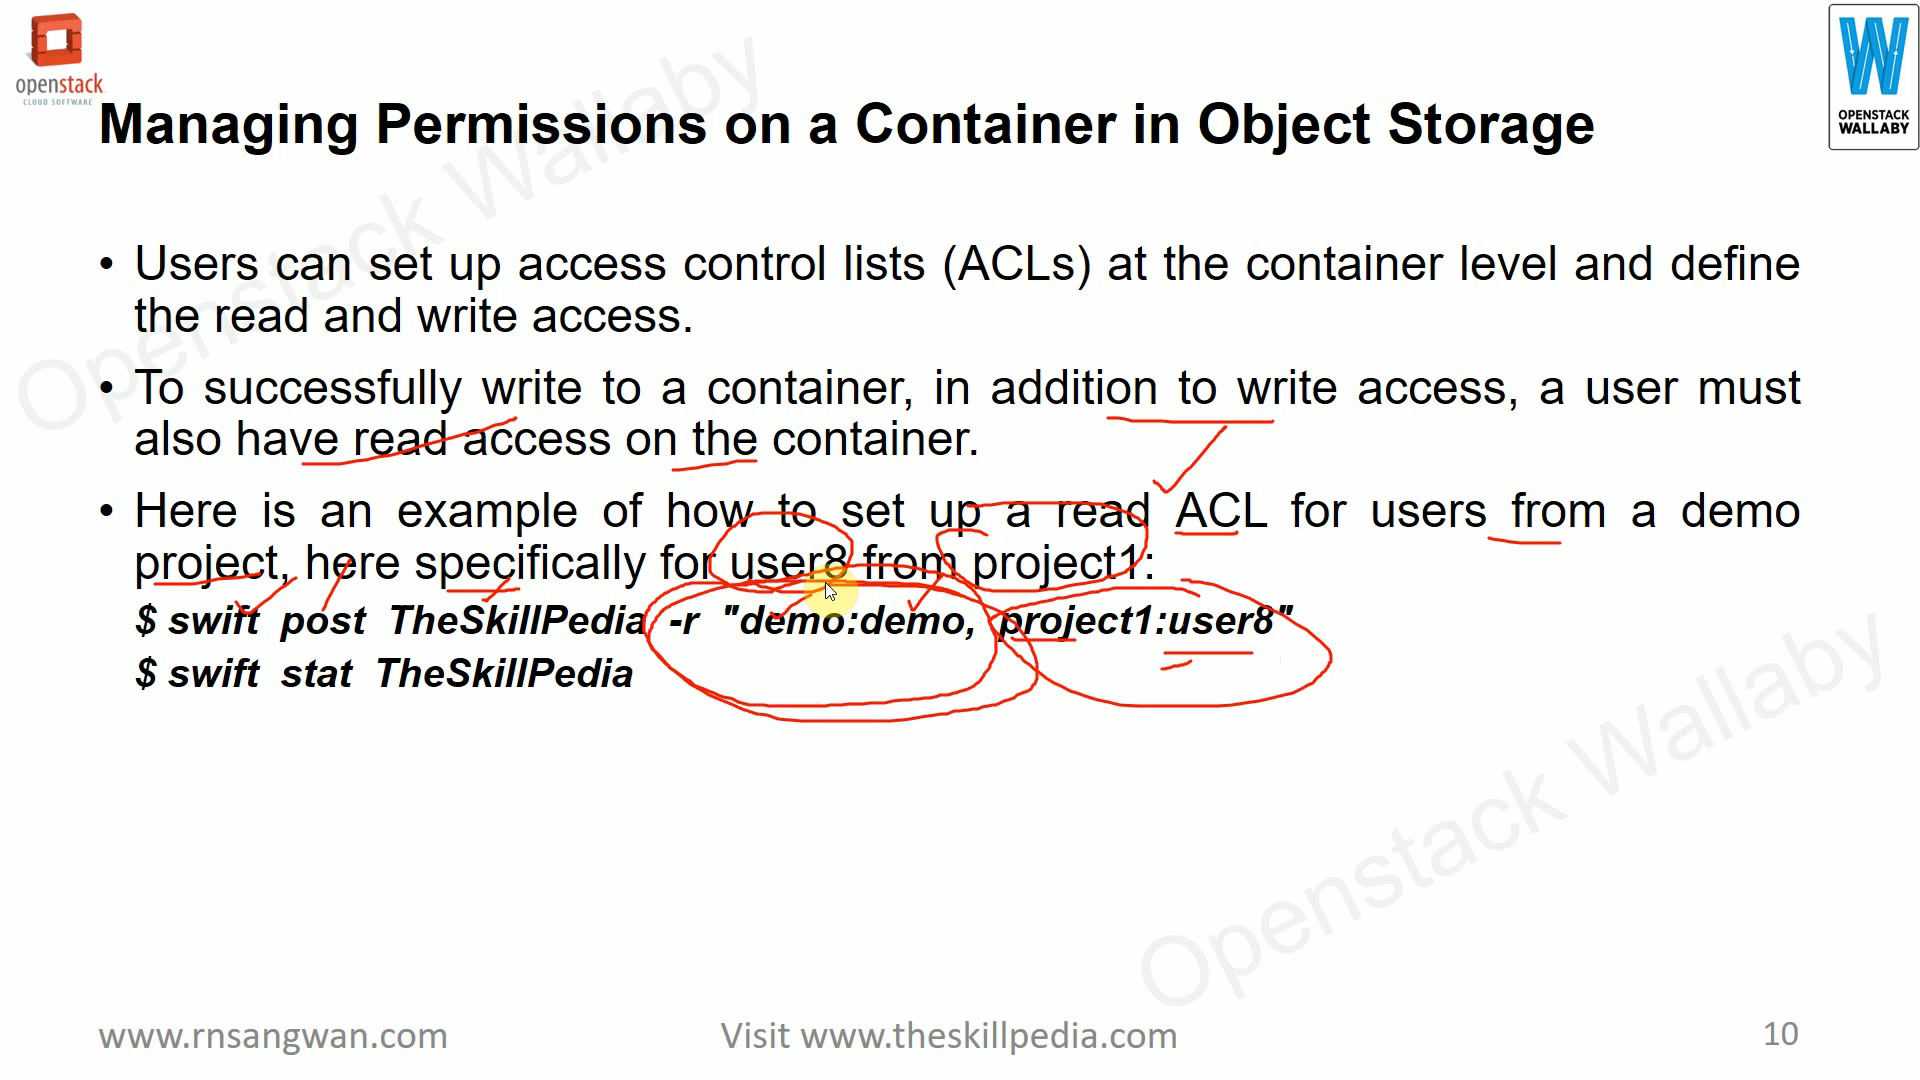 openstack
CLOUD SOFTWARE
OPENSTACK
WALLABY
Managing Permissions on a Container in Object Storage
• Users can set up access control lists (ACLs) at the container level and define
the read and write access.
• To successfully write to a container, in addition to write access, a user must
also have read access on the container.
• Here is an example of how to set up a read ACL for users from a demo
project, here specifically for user8 from project1:
$ swift post TheSkillPedia -r "demo:demo, project1:user8"
$ swift stat TheSkillPedia
Openstack Wallaby
Openstack Wallaby
www.rnsangwan.com
Visit www.theskillpedia.com
10